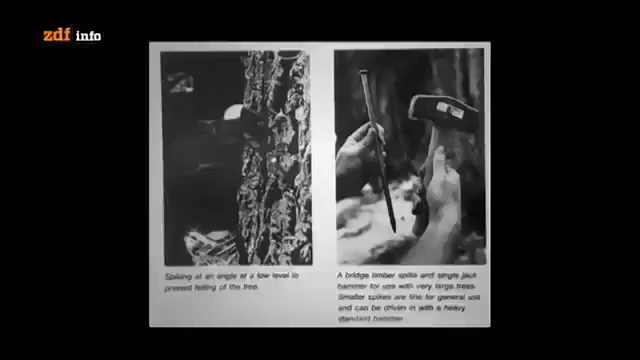 zdf info
Spiking at an angle at a low level to
prevent felling of the tree.
A bridge timber spike and single jack
hammer for use with very large trees.
Smaller spikes are fine for general use
and can be driven in with a heavy
standard hammer.